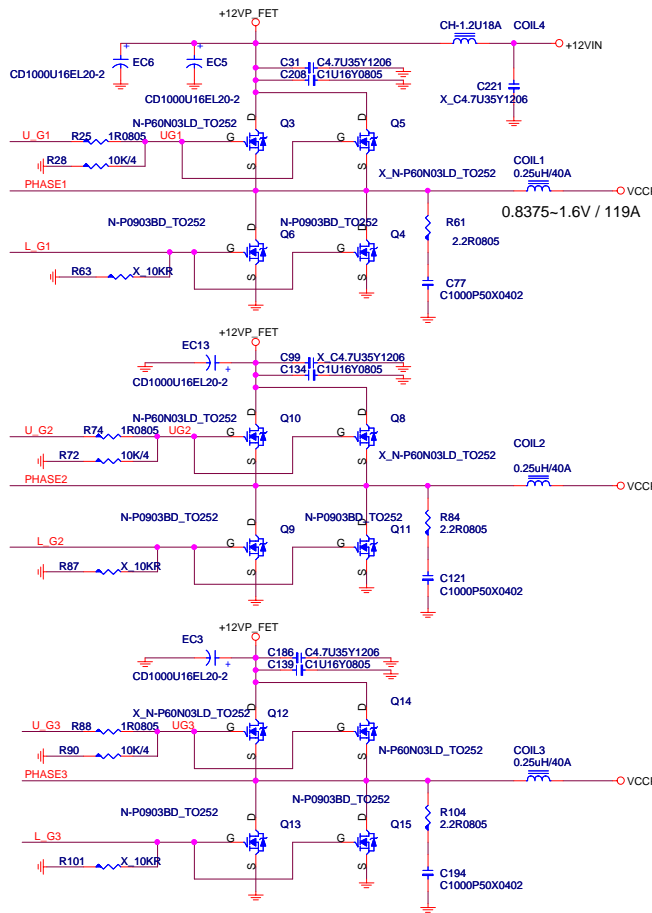 +12VP_FET
CH-1.2U18A COIL4
+12VIN
EC6
EC5
C31 C4.7U35Y1206
C208 C1U16Y0805
CD1000U16EL20-2
C221
X_C4.7U35Y1206
CD1000U16EL20-2
N-P60N03LD_TO252
D D
Q3 Q5
U_G1 R25 1R0805 UG1 G G
R28 10K/4
S S
X_N-P60N03LD_TO252
COIL1
0.25uH/40A
PHASE1
VCC
0.8375~1.6V / 119A
N-P0903BD_TO252 N-P0903BD_TO252
D D
Q6 Q4
R61
2.2R0805
L_G1 G G
R63 X_10KR
S S
C77
C1000P50X0402
+12VP_FET
EC13
C99 X_C4.7U35Y1206
C134 C1U16Y0805
CD1000U16EL20-2
N-P60N03LD_TO252
D D
Q10 Q8
U_G2 R74 1R0805 UG2 G G
R72 10K/4
S S
X_N-P60N03LD_TO252
COIL2
0.25uH/40A
PHASE2
VCC
N-P0903BD_TO252 N-P0903BD_TO252
D D
Q9 Q11
R84
2.2R0805
L_G2 G G
R87 X_10KR
S S
C121
C1000P50X0402
+12VP_FET
EC3
C186 C4.7U35Y1206
C139 C1U16Y0805
CD1000U16EL20-2
X_N-P60N03LD_TO252
D D
Q12 Q14
U_G3 R88 1R0805 UG3 G G
R90 10K/4
S S
N-P60N03LD_TO252
COIL3
0.25uH/40A
PHASE3
VCC
N-P0903BD_TO252 N-P0903BD_TO252
D D
Q13 Q15
R104
2.2R0805
L_G3 G G
R101 X_10KR
S S
C194
C1000P50X0402